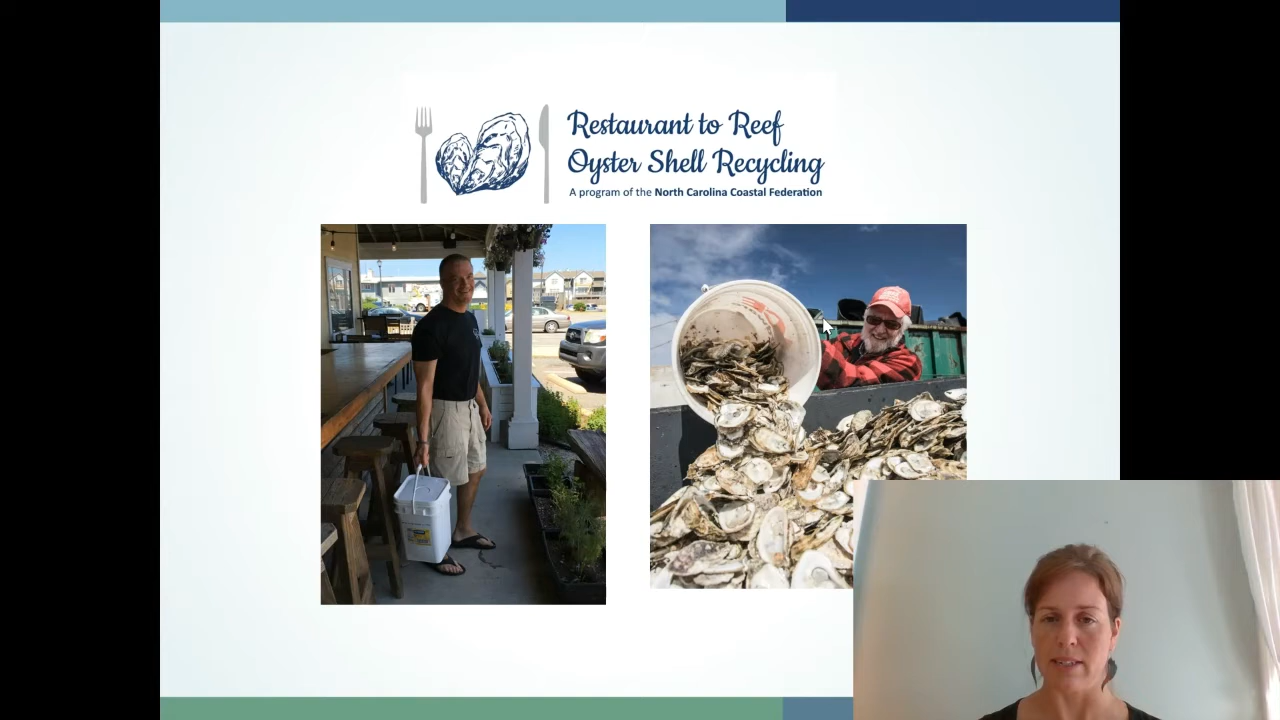 Restaurant to Reef
Oyster Shell Recycling
A program of the North Carolina Coastal Federation